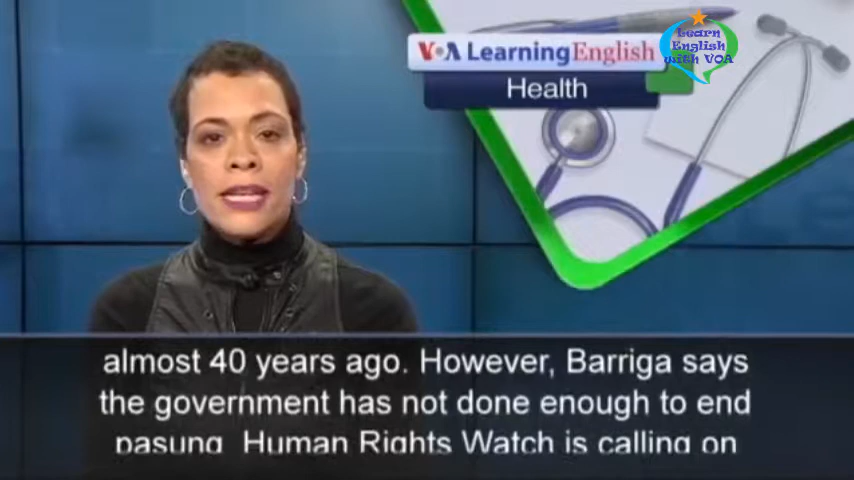 VOA Learning English
Learn
English
with VOA
Health
almost 40 years ago. However, Barriga says
the government has not done enough to end
pasung. Human Rights Watch is calling on